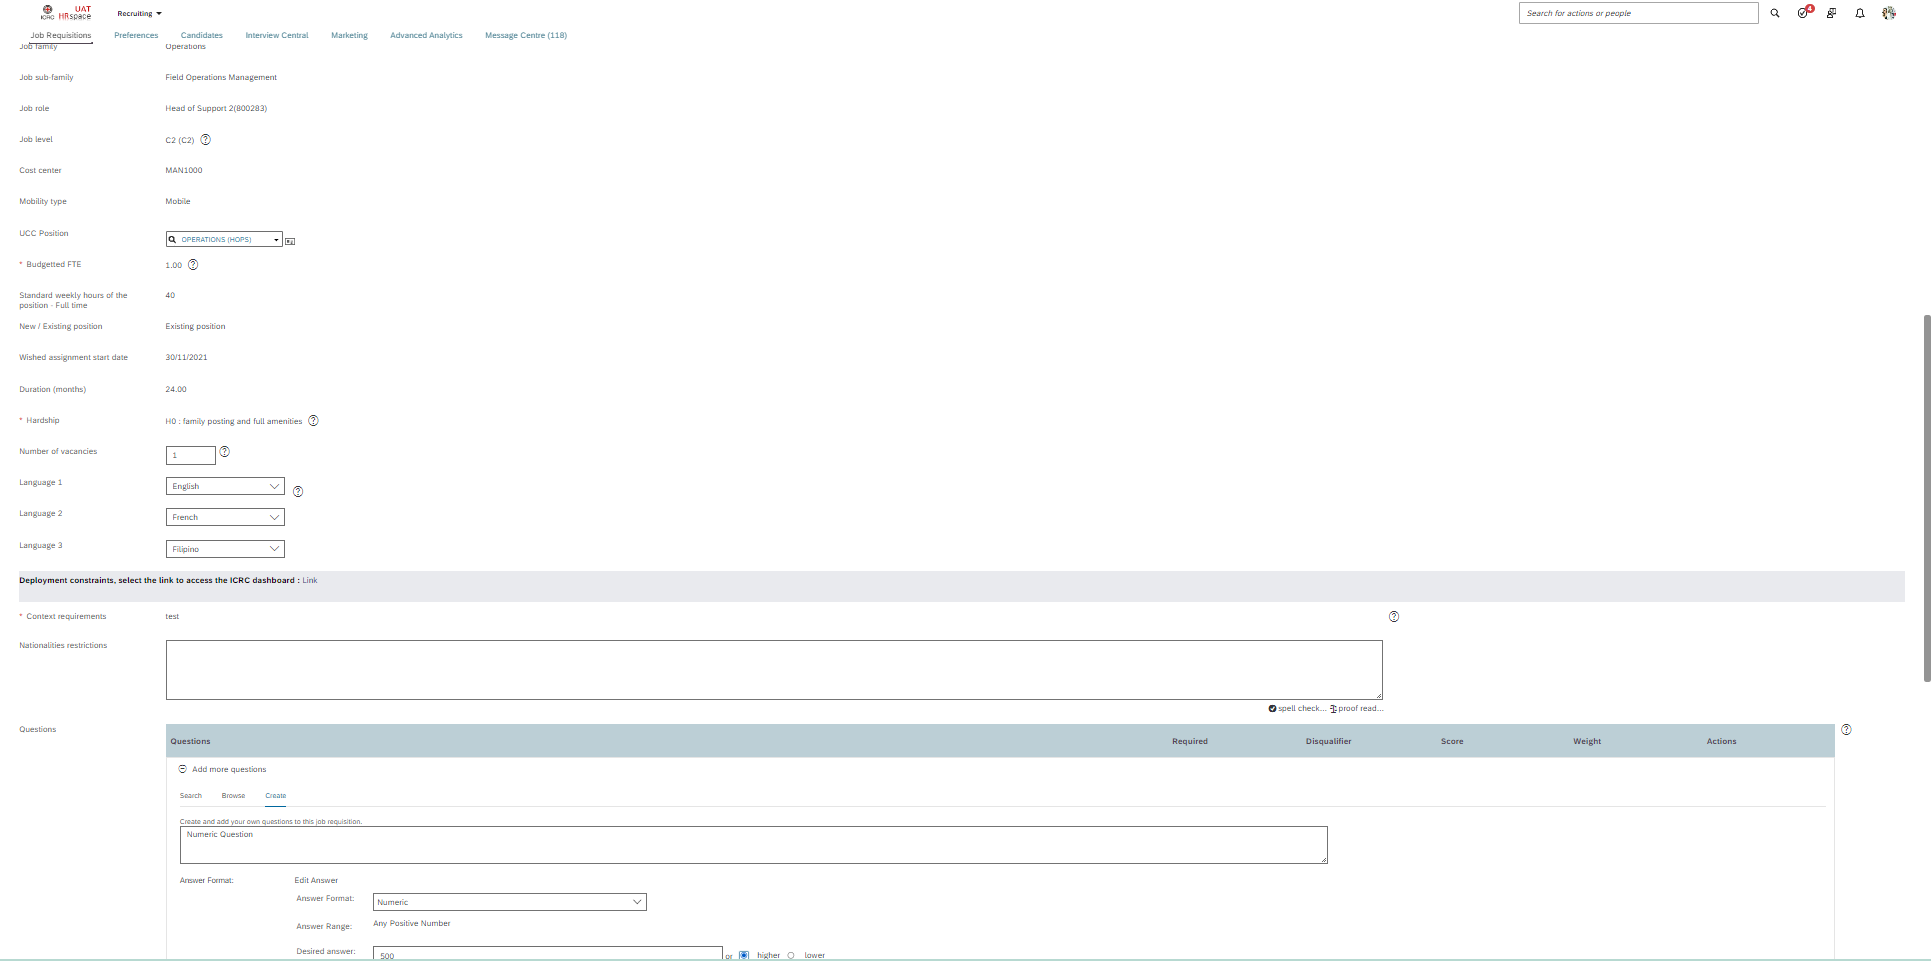 ICRC UAT HRspace
Recruiting
Search for actions or people
4
Job Requisitions Preferences Candidates Interview Central Marketing Advanced Analytics Message Centre (118)
Job family Operations
Job sub-family Field Operations Management
Job role Head of Support 2(800283)
Job level C2 (C2) ?
Cost center MAN1000
Mobility type Mobile
UCC Position OPERATIONS (HOPS)
* Budgetted FTE 1.00 ?
Standard weekly hours of the
position - Full time 40
New / Existing position Existing position
Wished assignment start date 30/11/2021
Duration (months) 24.00
* Hardship H0 : family posting and full amenities ?
Number of vacancies 1 ?
Language 1 English ?
Language 2 French
Language 3 Filipino
Deployment constraints, select the link to access the ICRC dashboard : Link
* Context requirements test ?
Nationalities restrictions
spell check... proof read...
Questions Questions Required Disqualifier Score Weight Actions ?
Add more questions
Search Browse Create
Create and add your own questions to this job requisition.
Numeric Question
Answer Format: Edit Answer
Answer Format: Numeric
Answer Range: Any Positive Number
Desired answer: 500 or higher lower